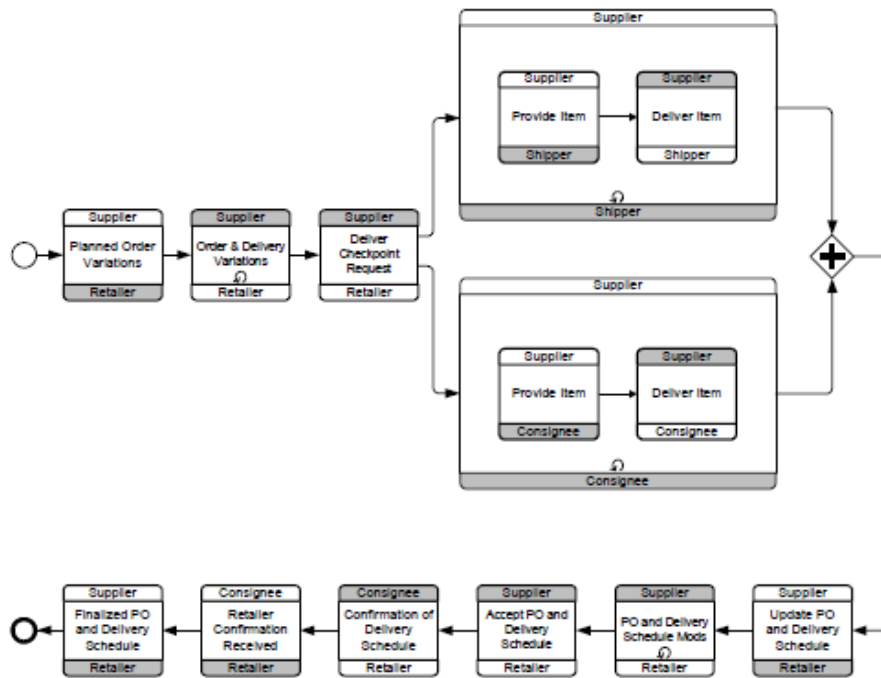 Supplier
Supplier
Provide Item
Shipper
Supplier
Deliver Item
Shipper
Shipper
Supplier
Planned Order
Variations
Retailer
Supplier
Order & Delivery
Variations
Retailer
Supplier
Deliver
Checkpoint
Request
Retailer
Supplier
Supplier
Provide Item
Consignee
Supplier
Deliver Item
Consignee
Consignee
Supplier
Finalized PO
and Delivery
Schedule
Retailer
Consignee
Retailer
Confirmation
Received
Retailer
Consignee
Confirmation of
Delivery
Schedule
Retailer
Supplier
Accept PO and
Delivery
Schedule
Retailer
Supplier
PO and Delivery
Schedule Mods
Retailer
Supplier
Update PO
and Delivery
Schedule
Retailer